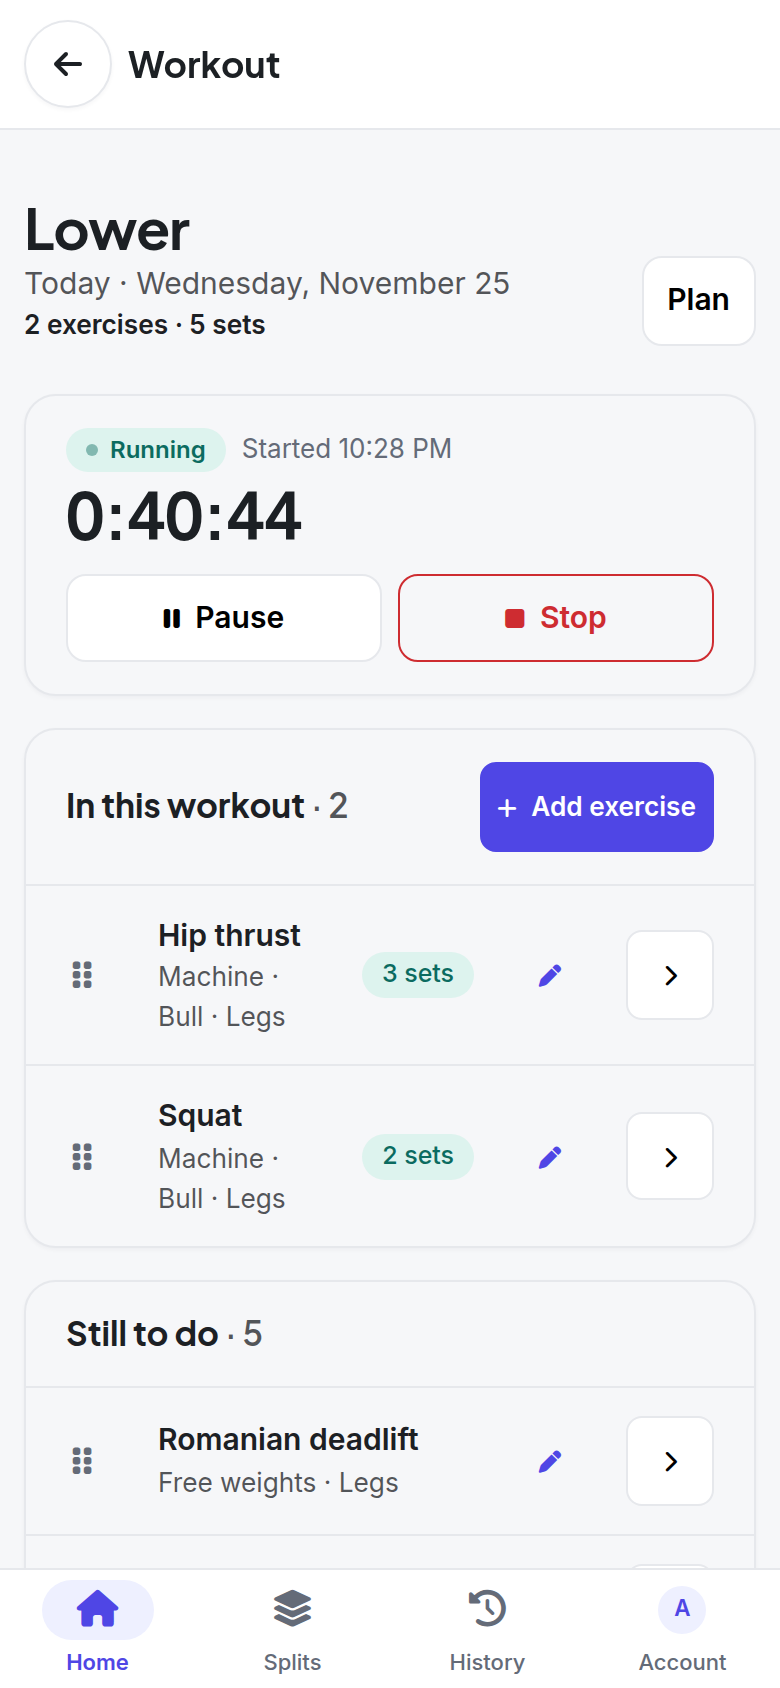 Workout
Lower
Today · Wednesday, November 25
2 exercises · 5 sets
Plan
Running
Started 10:28 PM
0:40:44
Pause
Stop
In this workout · 2
+ Add exercise
Hip thrust
Machine ·
Bull · Legs
3 sets
Squat
Machine ·
Bull · Legs
2 sets
Still to do · 5
Romanian deadlift
Free weights · Legs
Home
Splits
History
A
Account